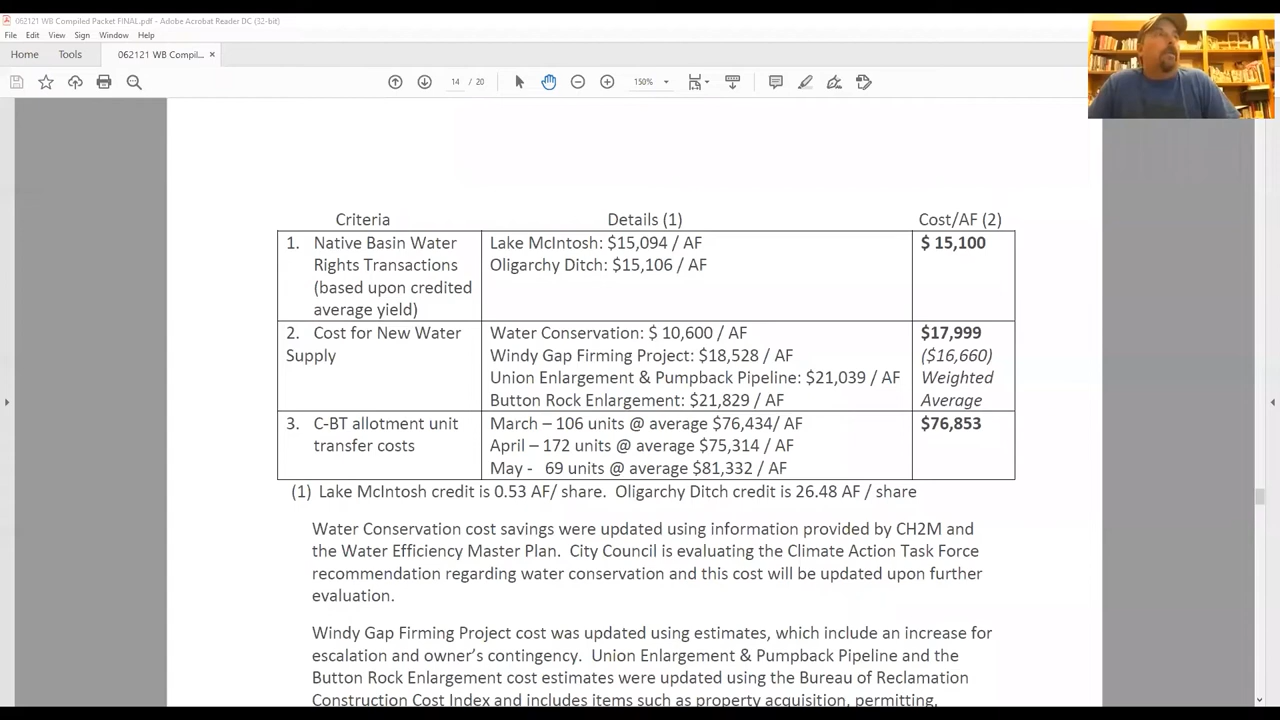 062121 WB Compiled Packet FINAL.pdf - Adobe Acrobat Reader DC (32-bit)
File Edit View Sign Window Help
Home Tools 062121 WB Compil... ×
14 / 20 150%
Criteria Details (1) Cost/AF (2)
1. Native Basin Water
Rights Transactions
(based upon credited
average yield)
Lake McIntosh: $15,094 / AF
Oligarchy Ditch: $15,106 / AF
$ 15,100
2. Cost for New Water
Supply
Water Conservation: $ 10,600 / AF
Windy Gap Firming Project: $18,528 / AF
Union Enlargement & Pumpback Pipeline: $21,039 / AF
Button Rock Enlargement: $21,829 / AF
$17,999
($16,660)
Weighted
Average
3. C-BT allotment unit
transfer costs
March – 106 units @ average $76,434/ AF
April – 172 units @ average $75,314 / AF
May - 69 units @ average $81,332 / AF
$76,853
(1) Lake McIntosh credit is 0.53 AF/ share. Oligarchy Ditch credit is 26.48 AF / share
Water Conservation cost savings were updated using information provided by CH2M and
the Water Efficiency Master Plan. City Council is evaluating the Climate Action Task Force
recommendation regarding water conservation and this cost will be updated upon further
evaluation.
Windy Gap Firming Project cost was updated using estimates, which include an increase for
escalation and owner's contingency. Union Enlargement & Pumpback Pipeline and the
Button Rock Enlargement cost estimates were updated using the Bureau of Reclamation
Construction Cost Index and includes items such as property acquisition, permitting,